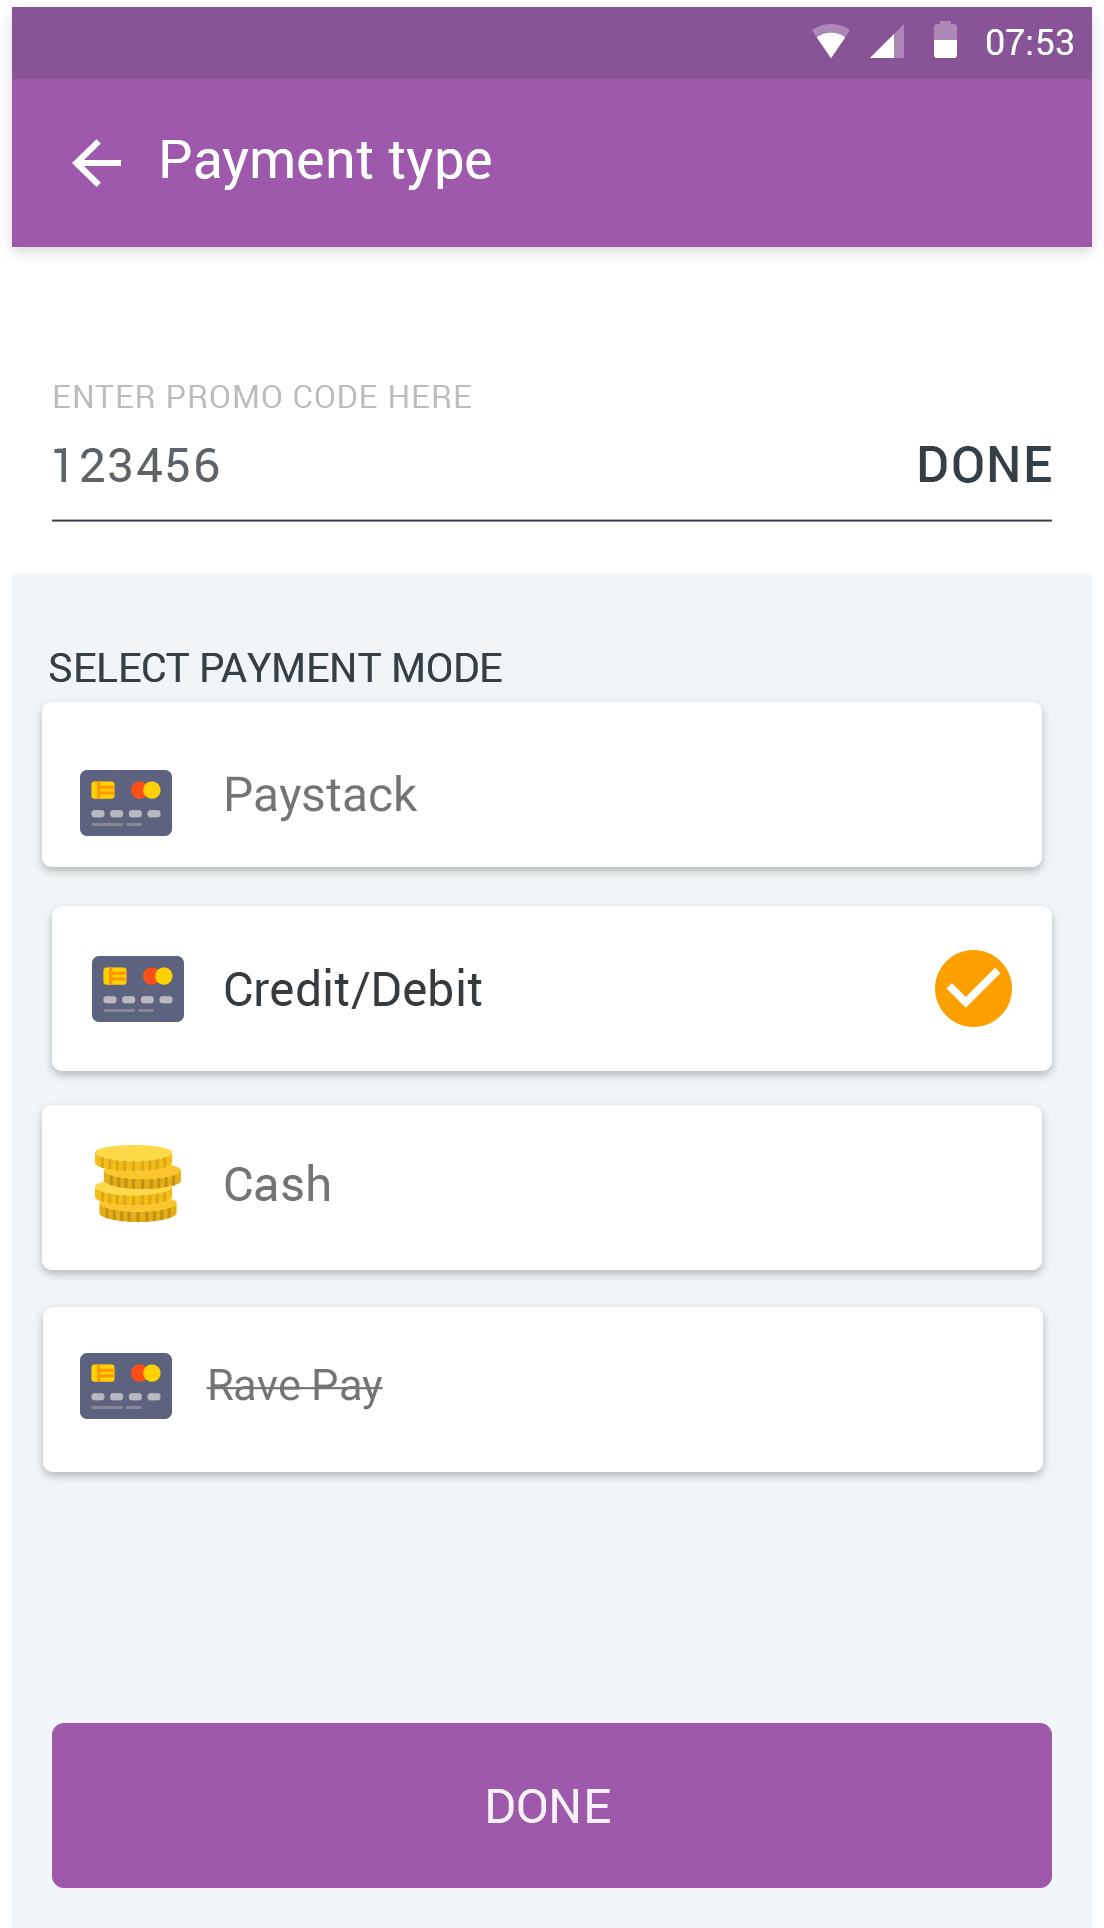 07:53
Payment type
ENTER PROMO CODE HERE
123456 DONE
SELECT PAYMENT MODE
Paystack
Credit/Debit
Cash
Rave Pay
DONE